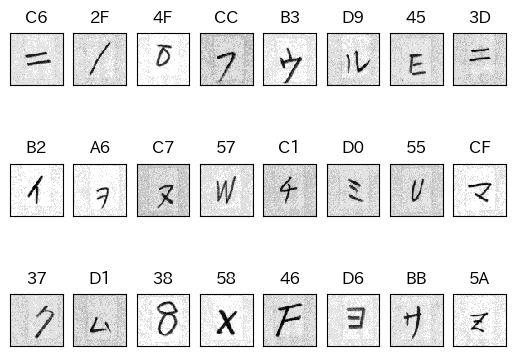 C6 2F 4F CC B3 D9 45 3D
ニ / O フ ウ ル E =
B2 A6 C7 57 C1 D0 55 CF
イ ヲ ヌ W チ ミ U マ
37 D1 38 58 46 D6 BB 5A
7 ム 8 X F ヨ サ Z